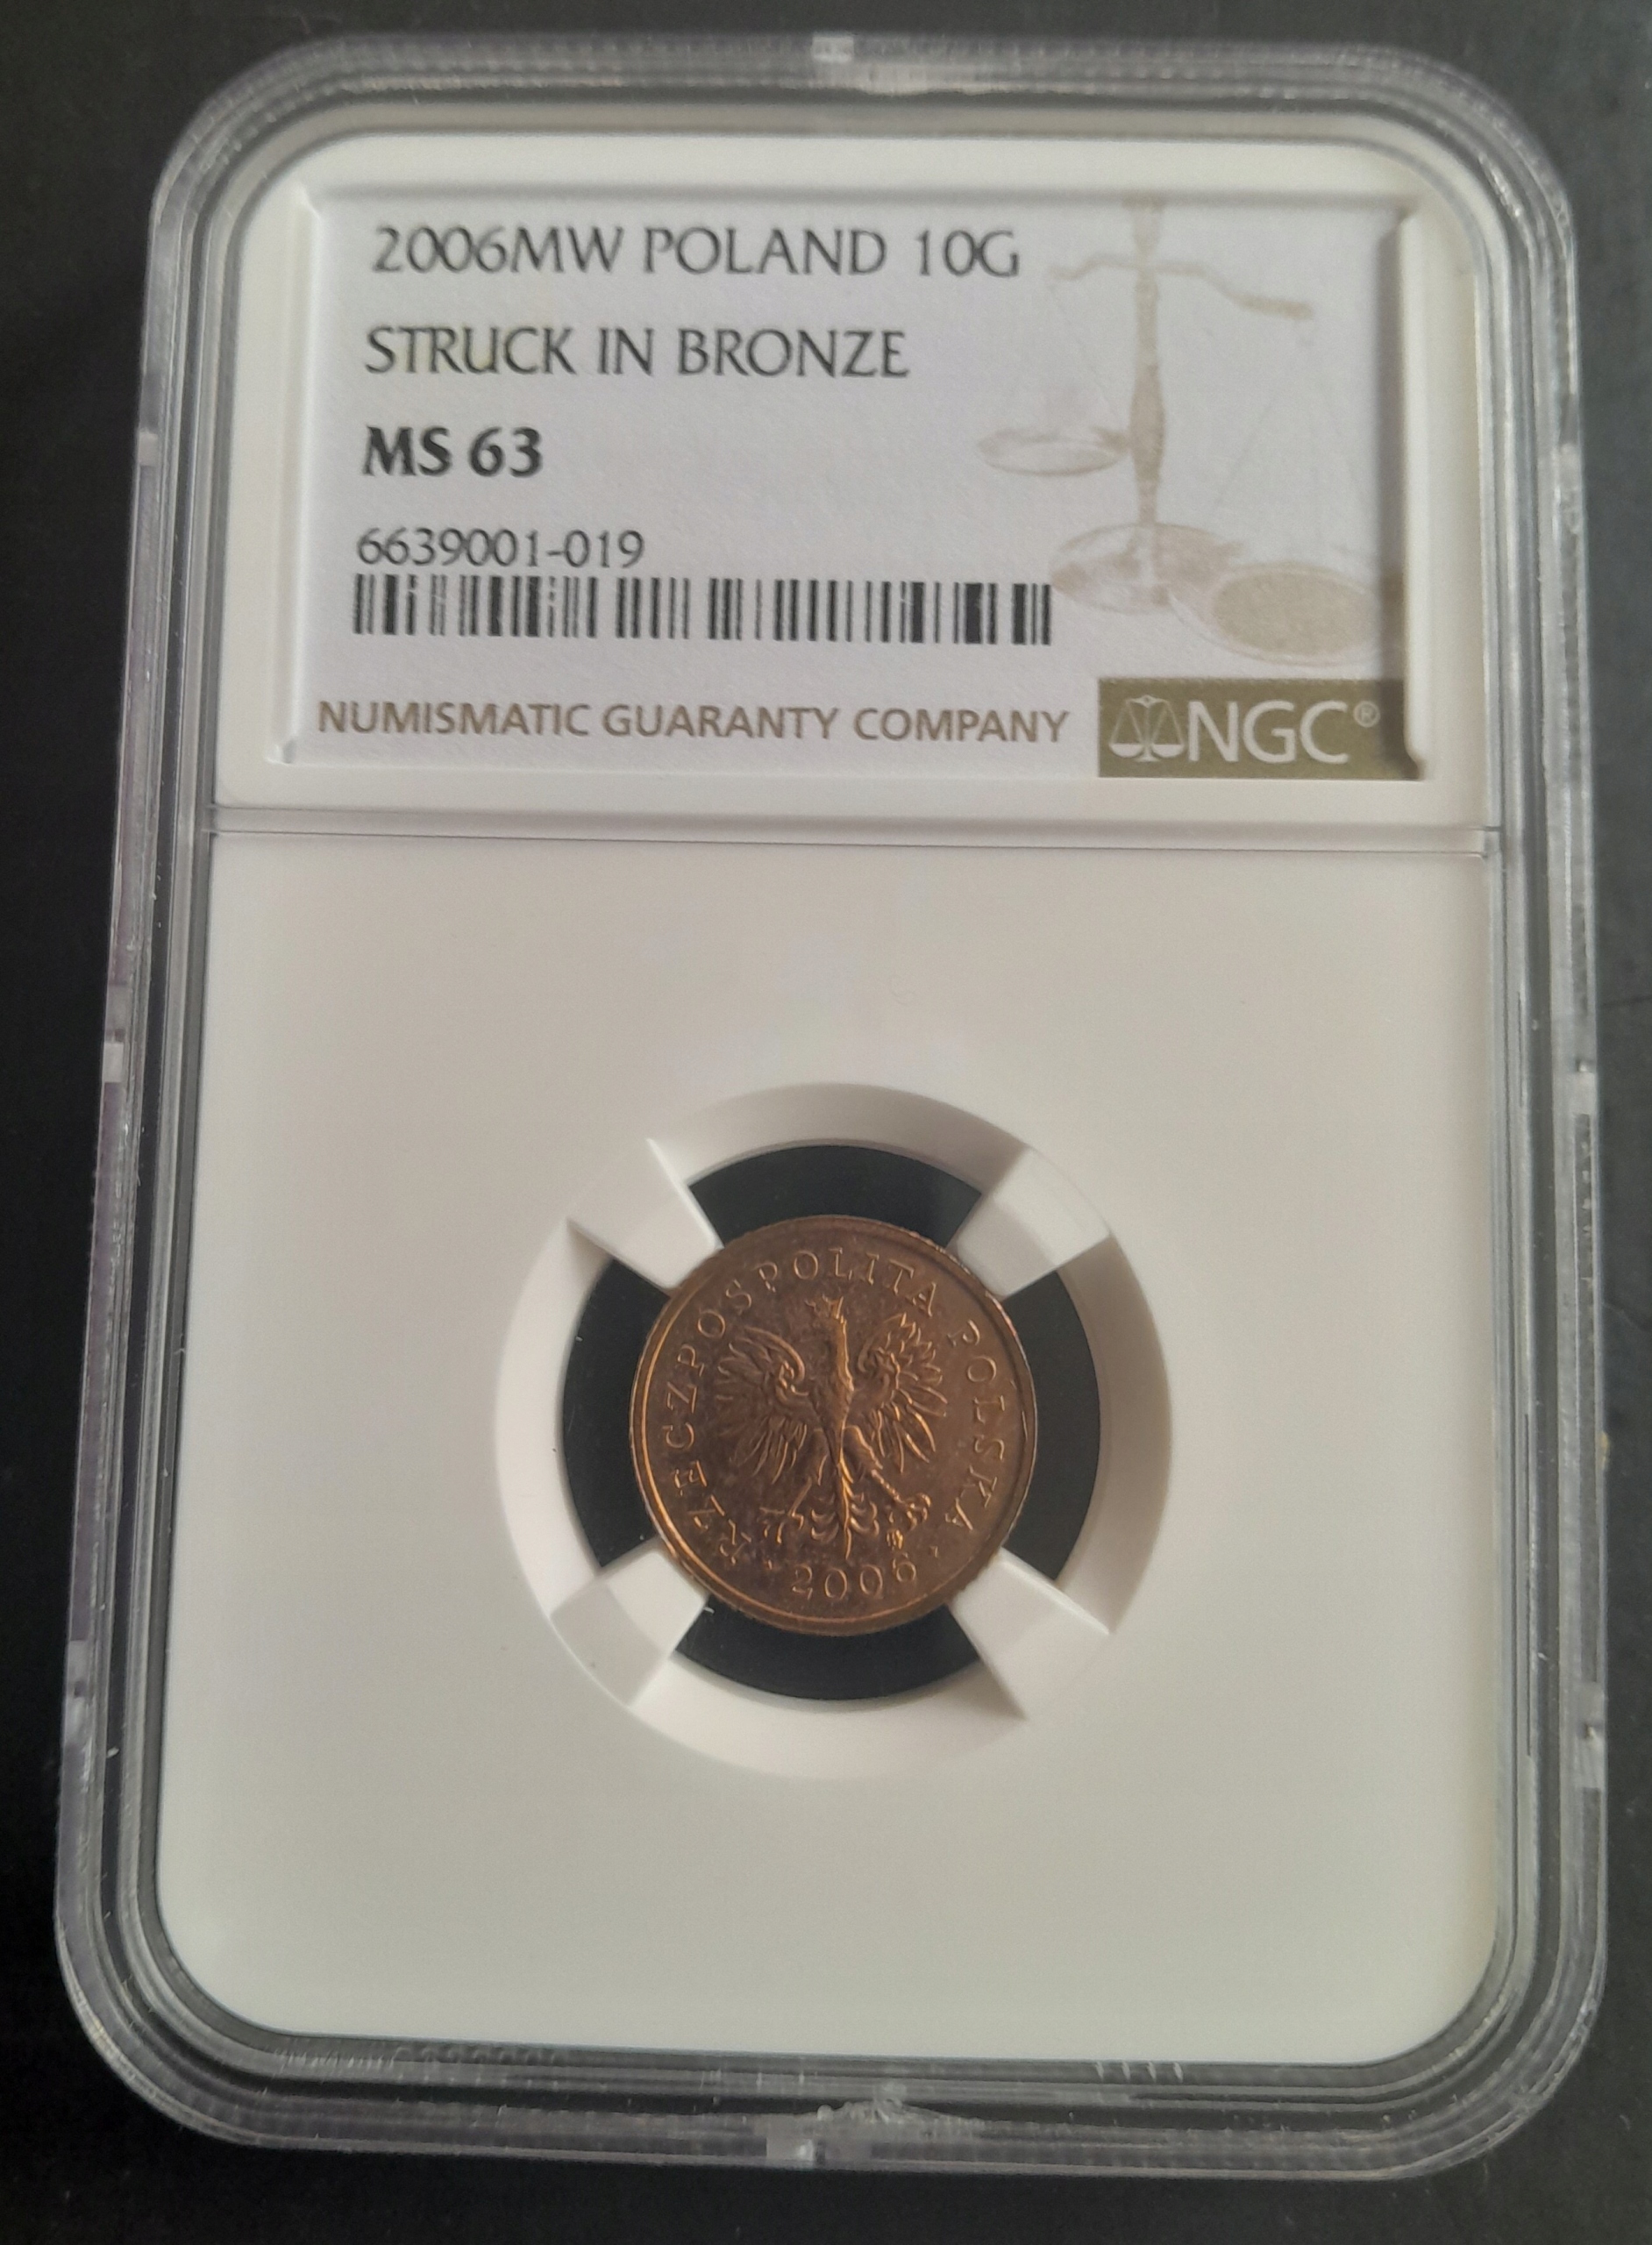 2006MW POLAND 10G
STRUCK IN BRONZE
MS 63
6639001-019
NUMISMATIC GUARANTY COMPANY NGC®
RZECZPOSPOLITA POLSKA
2006